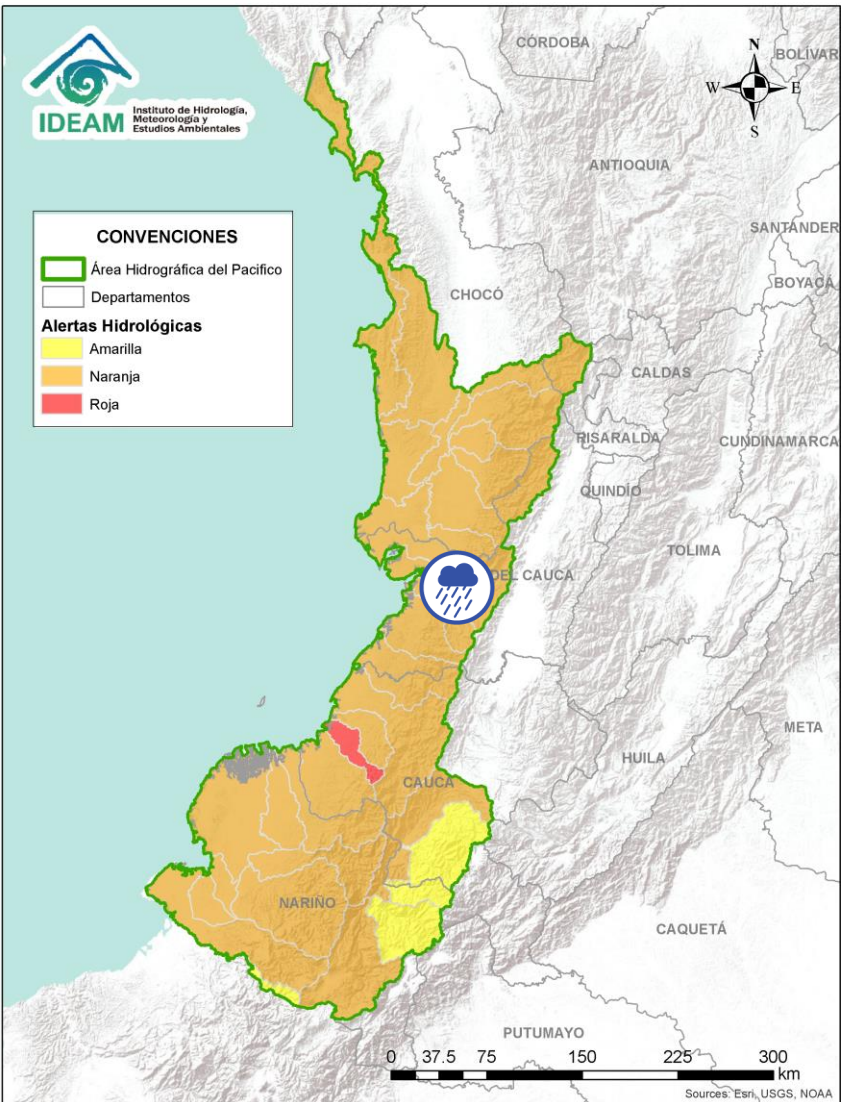 IDEAM
Instituto de Hidrología,
Meteorología y
Estudios Ambientales
N
W E
S
CÓRDOBA
BOLÍVAR
ANTIOQUIA
SANTANDER
BOYACÁ
CHOCÓ
CONVENCIONES
Área Hidrográfica del Pacifico
Departamentos
Alertas Hidrológicas
Amarilla
Naranja
Roja
CALDAS
RISARALDA
CUNDINAMARCA
QUINDÍO
TOLIMA
DEL CAUCA
META
HUILA
CAUCA
NARIÑO
CAQUETÁ
PUTUMAYO
0 37.5 75 150 225 300
km
Sources: Esri, USGS, NOAA